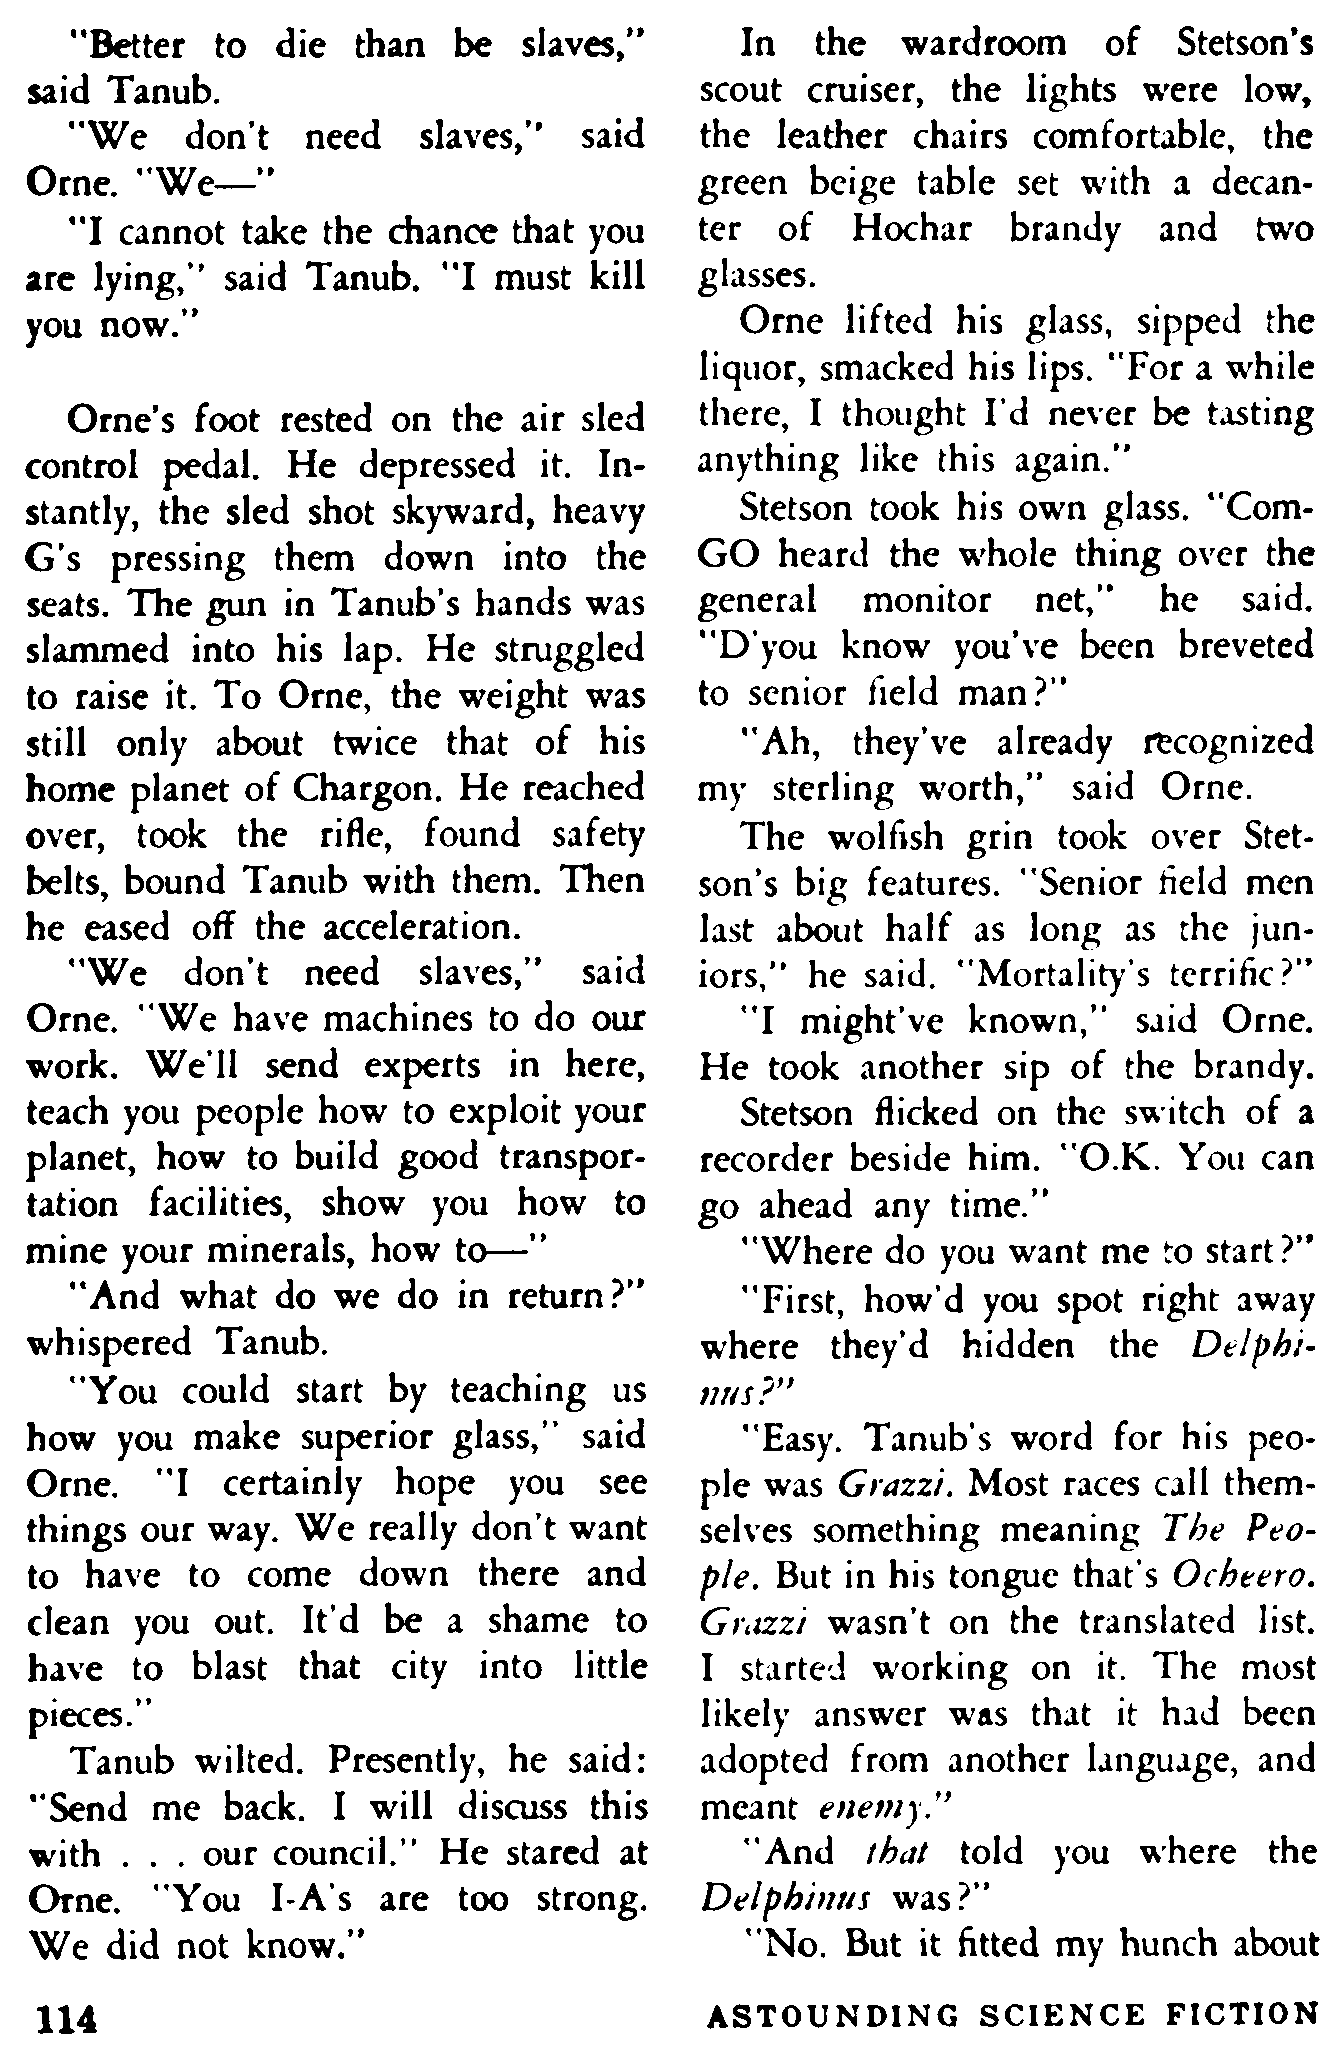 "Better to die than be slaves,"
said Tanub.
"We don't need slaves," said
Orne. "We—"
"I cannot take the chance that you
are lying," said Tanub. "I must kill
you now."
Orne's foot rested on the air sled
control pedal. He depressed it. In-
stantly, the sled shot skyward, heavy
G's pressing them down into the
seats. The gun in Tanub's hands was
slammed into his lap. He struggled
to raise it. To Orne, the weight was
still only about twice that of his
home planet of Chargon. He reached
over, took the rifle, found safety
belts, bound Tanub with them. Then
he eased off the acceleration.
"We don't need slaves," said
Orne. "We have machines to do our
work. We'll send experts in here,
teach you people how to exploit your
planet, how to build good transpor-
tation facilities, show you how to
mine your minerals, how to—"
"And what do we do in return?"
whispered Tanub.
"You could start by teaching us
how you make superior glass," said
Orne. "I certainly hope you see
things our way. We really don't want
to have to come down there and
clean you out. It'd be a shame to
have to blast that city into little
pieces."
Tanub wilted. Presently, he said:
"Send me back. I will discuss this
with . . . our council." He stared at
Orne. "You I-A's are too strong.
We did not know."
In the wardroom of Stetson's
scout cruiser, the lights were low,
the leather chairs comfortable, the
green beige table set with a decan-
ter of Hochar brandy and two
glasses.
Orne lifted his glass, sipped the
liquor, smacked his lips. "For a while
there, I thought I'd never be tasting
anything like this again."
Stetson took his own glass. "Com-
GO heard the whole thing over the
general monitor net," he said.
"D'you know you've been breveted
to senior field man?"
"Ah, they've already recognized
my sterling worth," said Orne.
The wolfish grin took over Stet-
son's big features. "Senior field men
last about half as long as the jun-
iors," he said. "Mortality's terrific?"
"I might've known," said Orne.
He took another sip of the brandy.
Stetson flicked on the switch of a
recorder beside him. "O.K. You can
go ahead any time."
"Where do you want me to start?"
"First, how'd you spot right away
where they'd hidden the Delphi-
nus?"
"Easy. Tanub's word for his peo-
ple was Grazzi. Most races call them-
selves something meaning The Peo-
ple. But in his tongue that's Ocheero.
Grazzi wasn't on the translated list.
I started working on it. The most
likely answer was that it had been
adopted from another language, and
meant enemy."
"And that told you where the
Delphinus was?"
"No. But it fitted my hunch about
114
ASTOUNDING SCIENCE FICTION